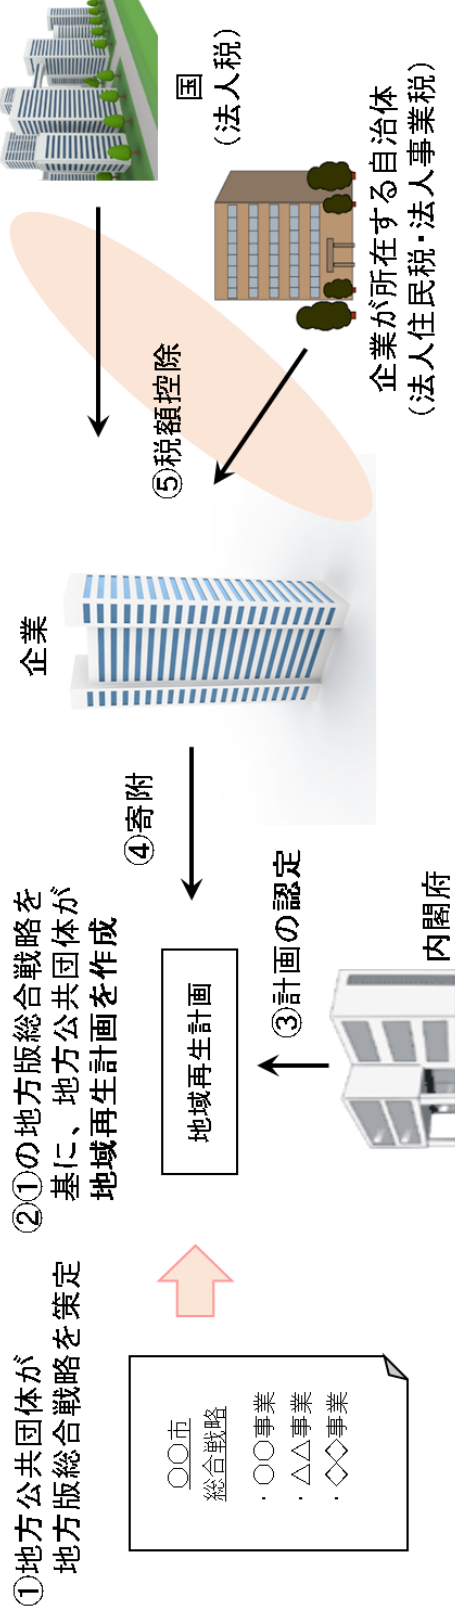 ①地方公共団体が
地方版総合戦略を策定
〇〇市
総合戦略
・〇〇事業
・△△事業
・◇◇事業
②①の地方版総合戦略を
基に、地方公共団体が
地域再生計画を作成
地域再生計画
③計画の認定
内閣府
④寄附
企業
⑤税額控除
国
（法人税）
企業が所在する自治体
（法人住民税・法人事業税）